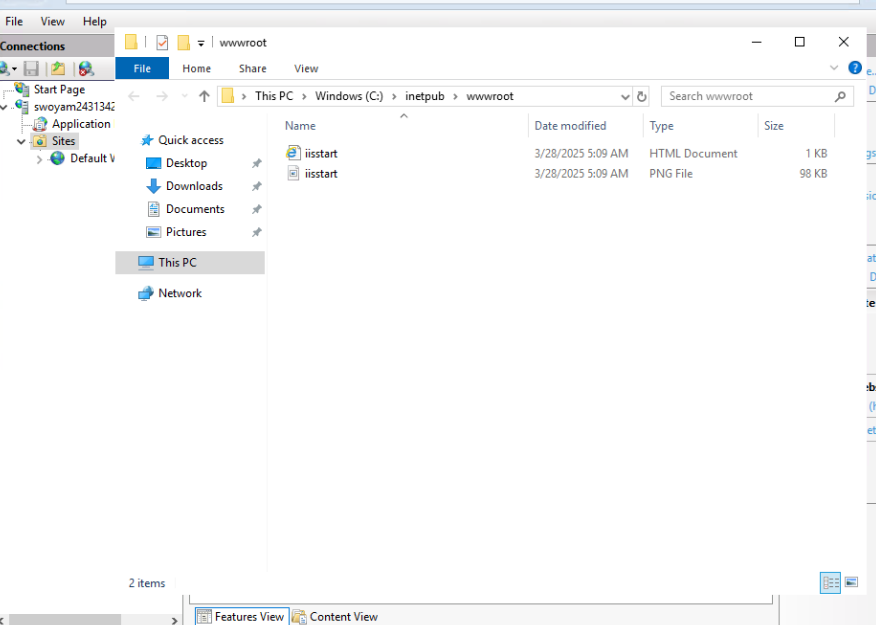 File View Help
Connections
Start Page
swoyam2431342
Application
Sites
Default
wwwroot
File Home Share View
This PC > Windows (C:) > inetpub > wwwroot
Search wwwroot
Quick access
Desktop
Downloads
Documents
Pictures
This PC
Network
Name Date modified Type Size
iisstart 3/28/2025 5:09 AM HTML Document 1 KB
iisstart 3/28/2025 5:09 AM PNG File 98 KB
2 items
Features View Content View